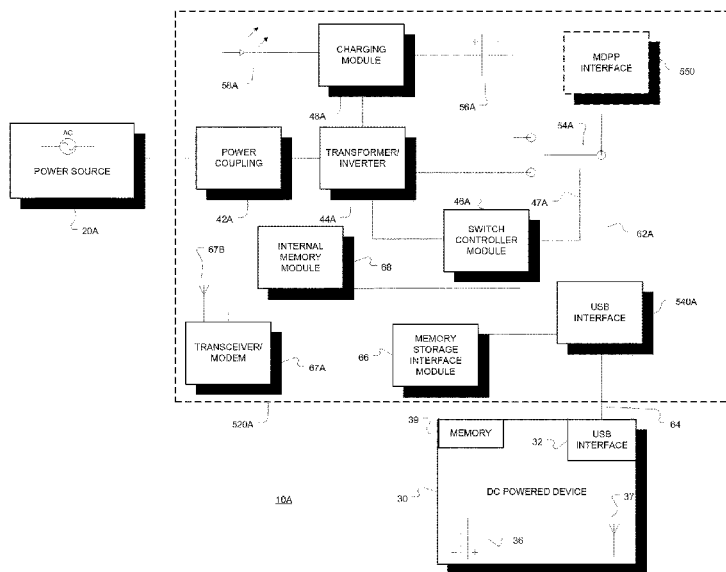 58A
CHARGING
MODULE
48A
56A
MDPP
INTERFACE
550
54A
AC
POWER SOURCE
20A
POWER
COUPLING
42A
TRANSFORMER/
INVERTER
44A
46A
47A
SWITCH
CONTROLLER
MODULE
62A
67B
INTERNAL
MEMORY
MODULE
68
USB
INTERFACE
540A
TRANSCEIVER/
MODEM
67A
66
MEMORY
STORAGE
INTERFACE
MODULE
520A
64
39
MEMORY
32
USB
INTERFACE
10A
30
DC POWERED DEVICE
37
36